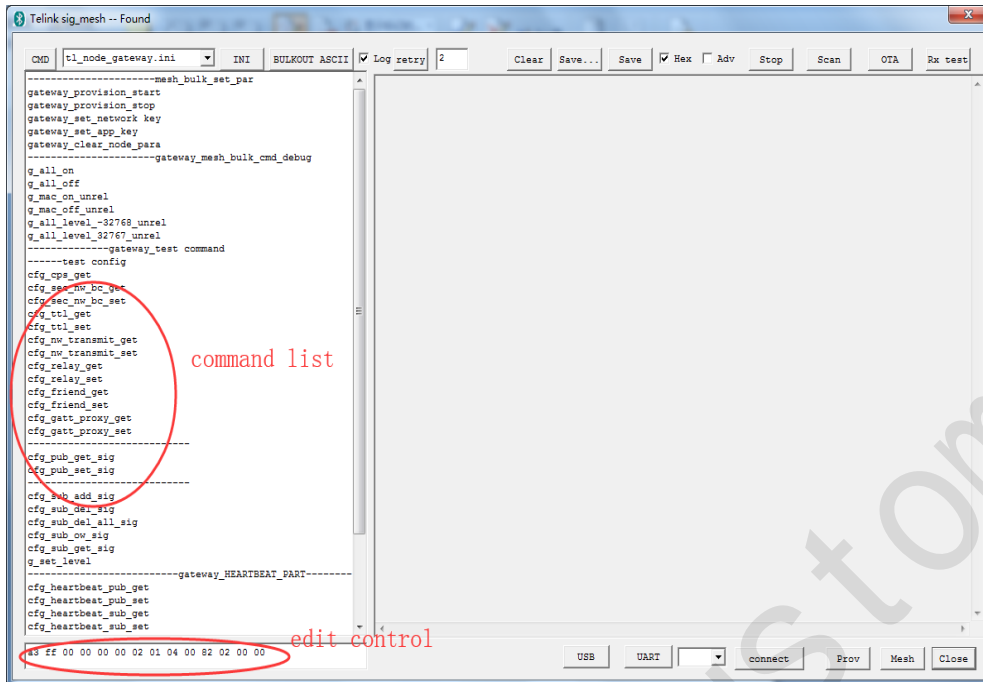 Telink sig_mesh -- Found
CMD tl_node_gateway.ini INI BULKOUT ASCII Log retry 2 Clear Save... Save Hex Adv Stop Scan OTA Rx test
----------------------mesh_bulk_set_par
gateway_provision_start
gateway_provision_stop
gateway_set_network key
gateway_set_app_key
gateway_clear_node_para
----------------------gateway_mesh_bulk_cmd_debug
g_all_on
g_all_off
g_mac_on_unrel
g_mac_off_unrel
g_all_level_-32768_unrel
g_all_level_32767_unrel
--------------gateway_test command
------test config
cfg_cps_get
cfg_sec_nw_bc_get
cfg_sec_nw_bc_set
cfg_ttl_get
cfg_ttl_set
cfg_nw_transmit_get
cfg_nw_transmit_set
cfg_relay_get
cfg_relay_set
cfg_friend_get
cfg_friend_set
cfg_gatt_proxy_get
cfg_gatt_proxy_set
----------------------------
cfg_pub_get_sig
cfg_pub_set_sig
----------------------------
cfg_sub_add_sig
cfg_sub_del_sig
cfg_sub_del_all_sig
cfg_sub_ow_sig
cfg_sub_get_sig
g_set_level
--------------------------gateway_HEARTBEAT_PART--------
cfg_heartbeat_pub_get
cfg_heartbeat_pub_set
cfg_heartbeat_sub_get
cfg_heartbeat_sub_set
command list
edit control
a3 ff 00 00 00 00 02 01 04 00 82 02 00 00
USB UART connect Prov Mesh Close